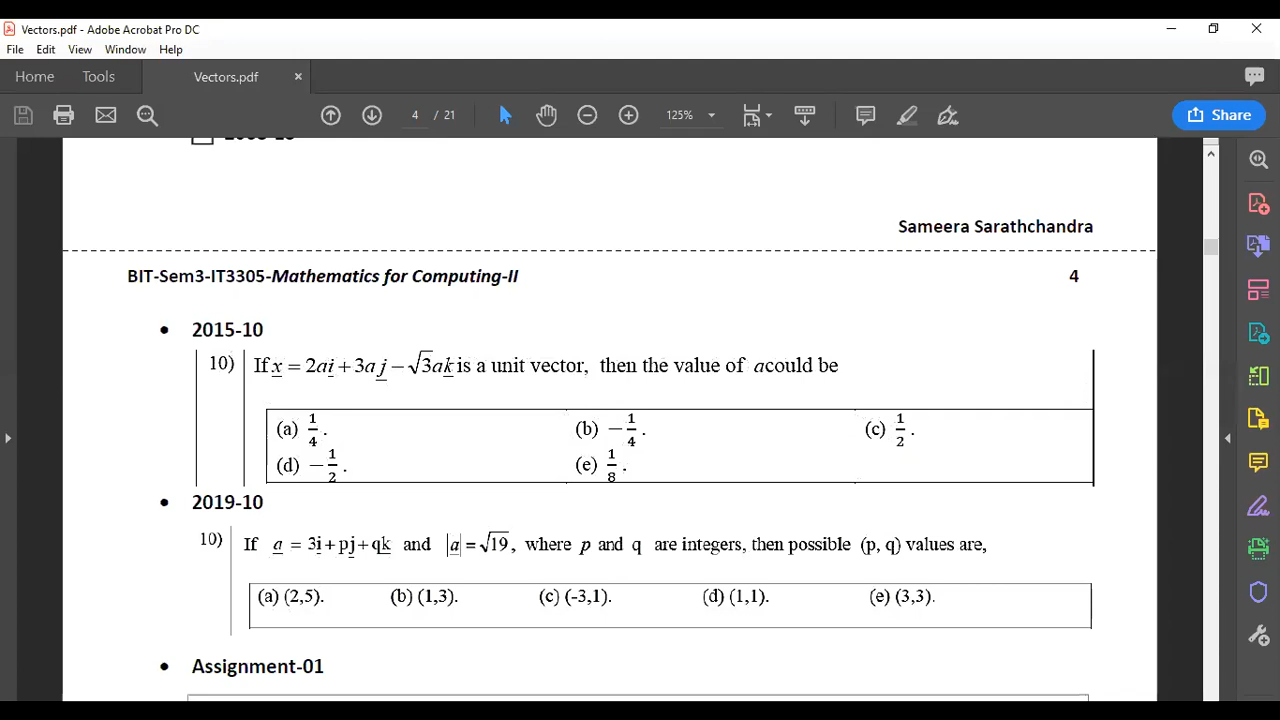 Vectors.pdf - Adobe Acrobat Pro DC
File Edit View Window Help
Home Tools Vectors.pdf ×
4 / 21 125% Share
Sameera Sarathchandra
BIT-Sem3-IT3305-Mathematics for Computing-II 4
• 2015-10
10) If x = 2ai + 3aj − √3ak is a unit vector, then the value of a could be
(a) 1/4 . (b) −1/4 . (c) 1/2 .
(d) −1/2 . (e) 1/8 .
• 2019-10
10) If a = 3i + pj + qk and |a| = √19, where p and q are integers, then possible (p, q) values are,
(a) (2,5). (b) (1,3). (c) (-3,1). (d) (1,1). (e) (3,3).
• Assignment-01